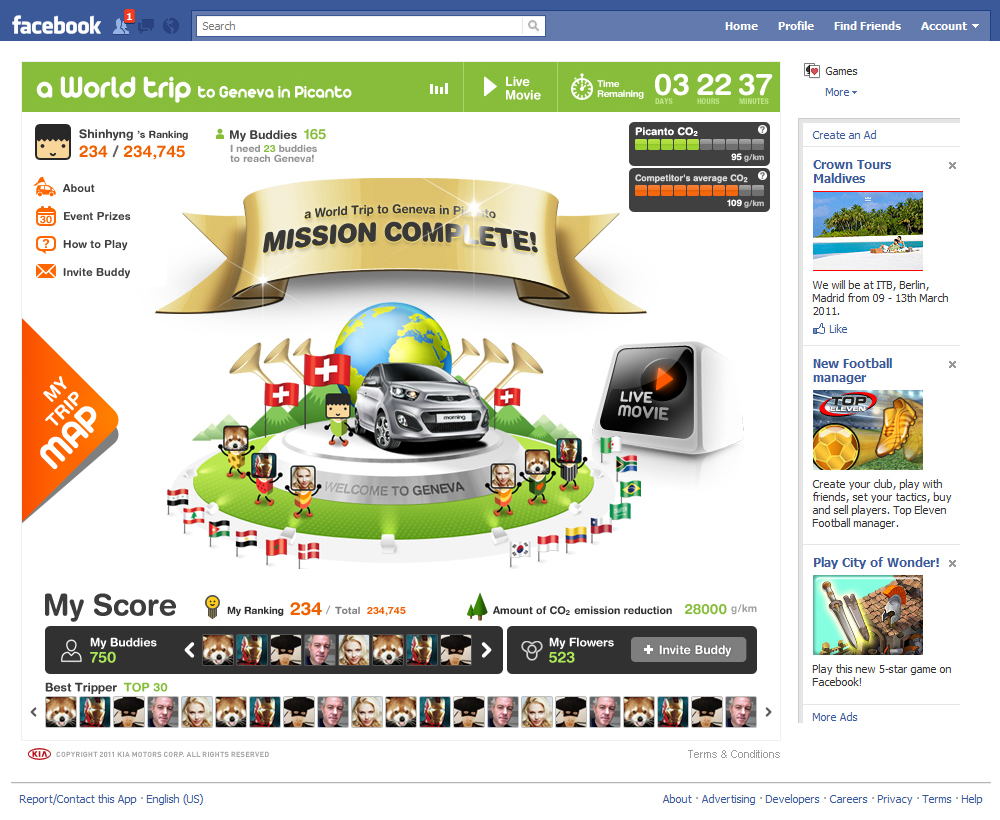 facebook
1
Search
Home Profile Find Friends Account
a World trip to Geneva in Picanto
Live
Movie
Time
Remaining
03 22 37
DAYS HOURS MINUTES
Games
More
Shinhyng 's Ranking
234 / 234,745
My Buddies 165
I need 23 buddies
to reach Geneva!
Picanto CO₂ ?
95 g/km
Competitor's average CO₂ ?
109 g/km
About
30
Event Prizes
How to Play
Invite Buddy
a World Trip to Geneva in Picanto
MISSION COMPLETE!
MY
TRIP
MAP
LIVE
MOVIE
morning
WELCOME TO GENEVA
My Score
My Ranking 234 / Total 234,745
Amount of CO₂ emission reduction 28000 g/km
My Buddies
750
My Flowers
523
+ Invite Buddy
Best Tripper TOP 30
KIA COPYRIGHT 2011 KIA MOTORS CORP. ALL RIGHTS RESERVED
Terms & Conditions
Create an Ad
Crown Tours
Maldives
We will be at ITB, Berlin,
Madrid from 09 - 13th March
2011.
Like
New Football
manager
TOP
ELEVEN
Create your club, play with
friends, set your tactics, buy
and sell players. Top Eleven
Football manager.
Play City of Wonder!
Play this new 5-star game on
Facebook!
More Ads
Report/Contact this App · English (US)
About · Advertising · Developers · Careers · Privacy · Terms · Help